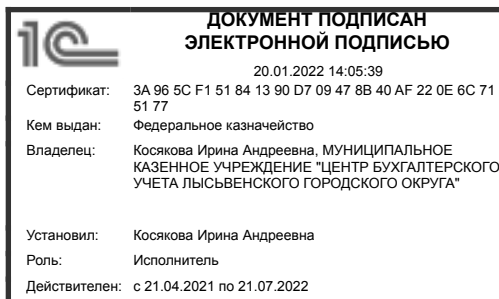 1С
ДОКУМЕНТ ПОДПИСАН
ЭЛЕКТРОННОЙ ПОДПИСЬЮ
20.01.2022 14:05:39
Сертификат: 3A 96 5C F1 51 84 13 90 D7 09 47 8B 40 AF 22 0E 6C 71
51 77
Кем выдан: Федеральное казначейство
Владелец: Косякова Ирина Андреевна, МУНИЦИПАЛЬНОЕ
КАЗЕННОЕ УЧРЕЖДЕНИЕ "ЦЕНТР БУХГАЛТЕРСКОГО
УЧЕТА ЛЫСЬВЕНСКОГО ГОРОДСКОГО ОКРУГА"
Установил: Косякова Ирина Андреевна
Роль: Исполнитель
Действителен: с 21.04.2021 по 21.07.2022